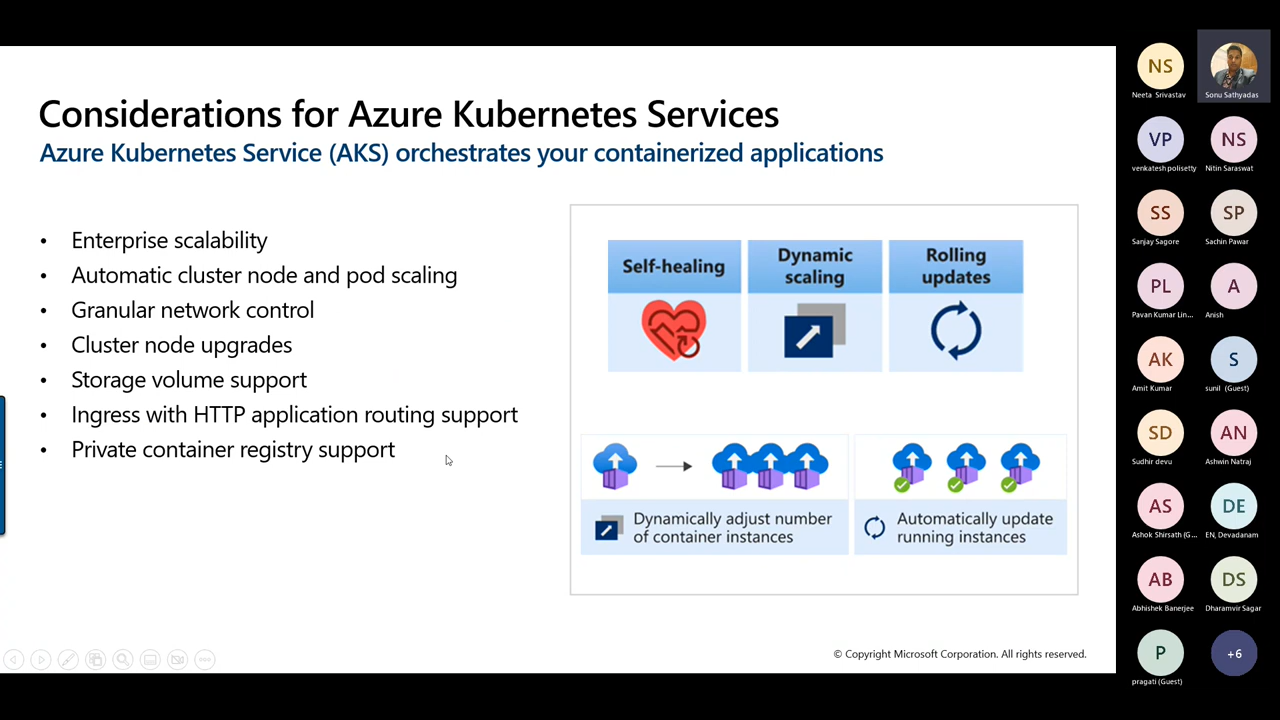 Considerations for Azure Kubernetes Services
Azure Kubernetes Service (AKS) orchestrates your containerized applications
• Enterprise scalability
• Automatic cluster node and pod scaling
• Granular network control
• Cluster node upgrades
• Storage volume support
• Ingress with HTTP application routing support
• Private container registry support
Self-healing
Dynamic
scaling
Rolling
updates
Dynamically adjust number
of container instances
Automatically update
running instances
© Copyright Microsoft Corporation. All rights reserved.
NS
Neeta Srivastav
Sonu Sathyadas
VP
venkatesh polisetty
NS
Nitin Saraswat
SS
Sanjay Sagore
SP
Sachin Pawar
PL
Pavan Kumar Lin...
A
Anish
AK
Amit Kumar
S
sunil (Guest)
SD
Sudhir devu
AN
Ashwin Natraj
AS
Ashok Shirsath (G...
DE
EN, Devadanam
AB
Abhishek Banerjee
DS
Dharamvir Sagar
P
pragati (Guest)
+6